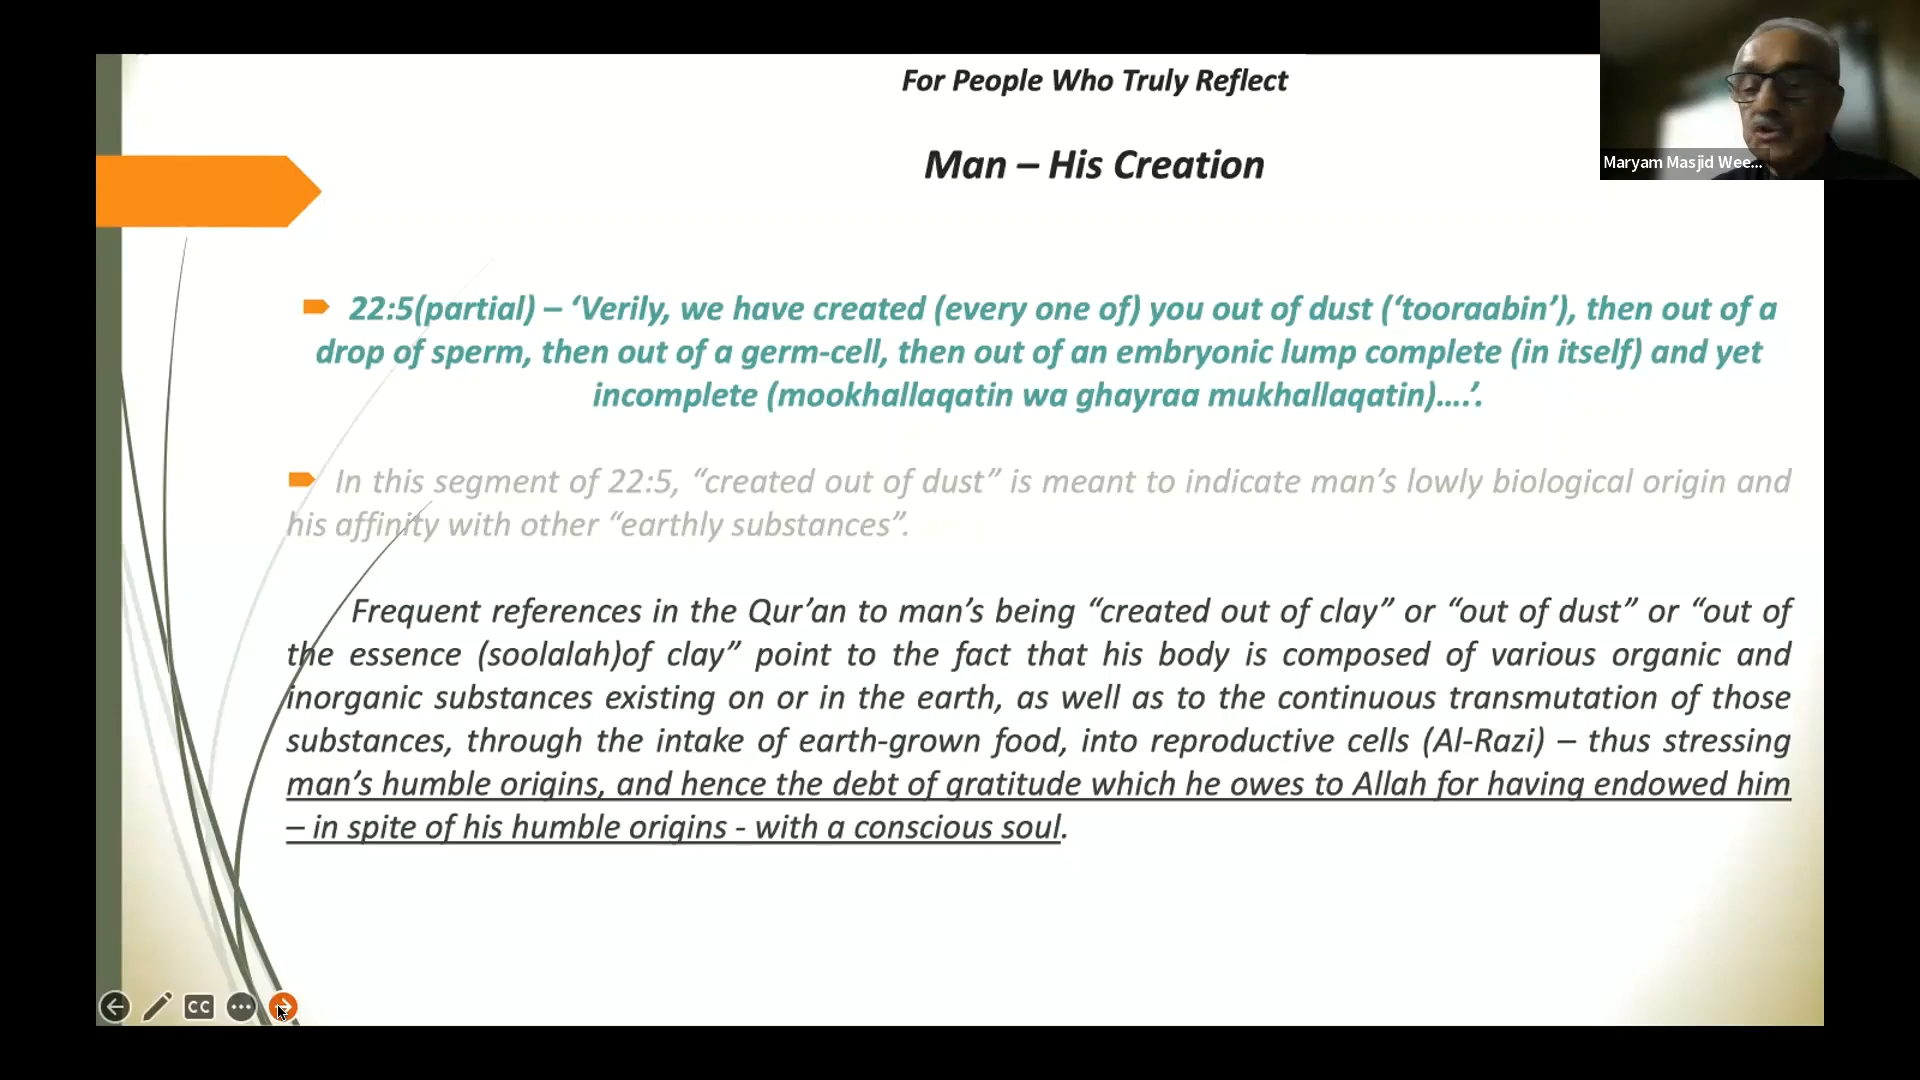 For People Who Truly Reflect
Man – His Creation
Maryam Masjid Wee...
22:5(partial) – ‘Verily, we have created (every one of) you out of dust (‘tooraabin’), then out of a
drop of sperm, then out of a germ-cell, then out of an embryonic lump complete (in itself) and yet
incomplete (mookhallaqatin wa ghayraa mukhallaqatin)….’.
In this segment of 22:5, “created out of dust” is meant to indicate man’s lowly biological origin and
his affinity with other “earthly substances”.
Frequent references in the Qur’an to man’s being “created out of clay” or “out of dust” or “out of
the essence (soolalah)of clay” point to the fact that his body is composed of various organic and
inorganic substances existing on or in the earth, as well as to the continuous transmutation of those
substances, through the intake of earth-grown food, into reproductive cells (Al-Razi) – thus stressing
man’s humble origins, and hence the debt of gratitude which he owes to Allah for having endowed him
– in spite of his humble origins - with a conscious soul.
CC